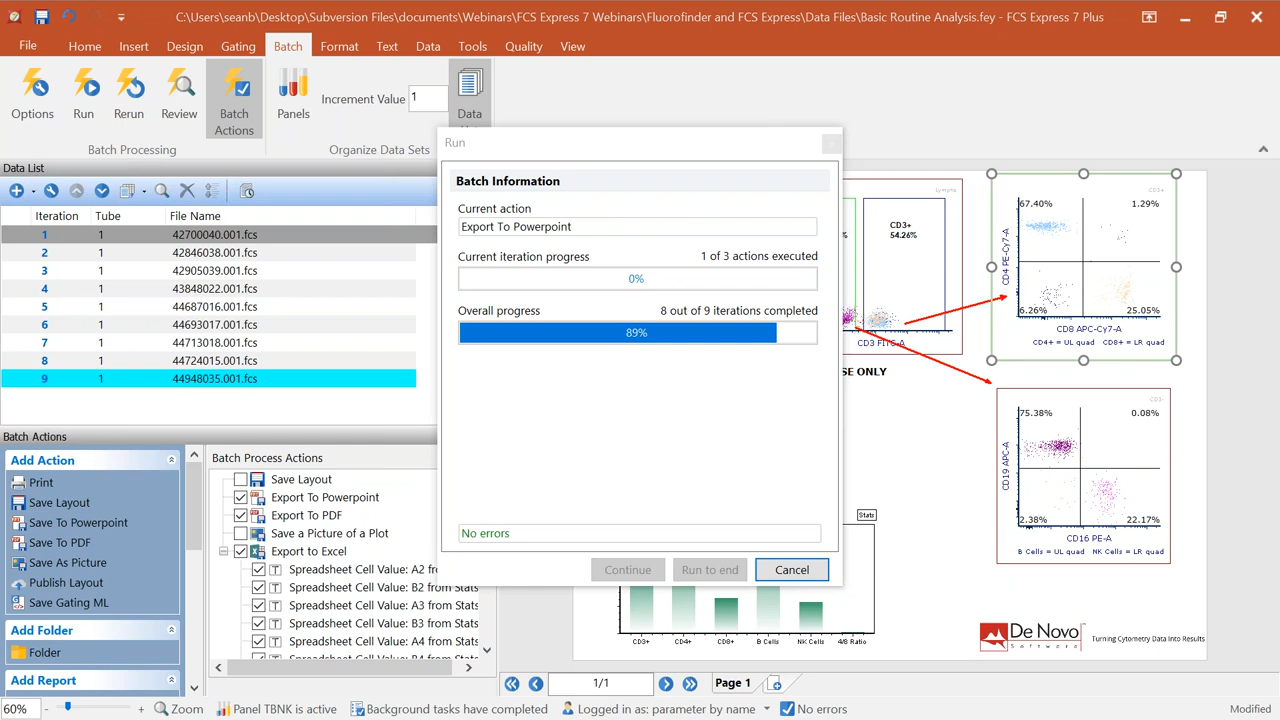 C:\Users\seanb\Desktop\Subversion Files\documents\Webinars\FCS Express 7 Webinars\Fluorofinder and FCS Express\Data Files\Basic Routine Analysis.fey - FCS Express 7 Plus
File Home Insert Design Gating Batch Format Text Data Tools Quality View
Options Run Rerun Review Batch Actions Panels Increment Value 1 Data
Batch Processing Organize Data Sets
Data List
Iteration Tube File Name
1 1 42700040.001.fcs
2 1 42846038.001.fcs
3 1 42905039.001.fcs
4 1 43848022.001.fcs
5 1 44687016.001.fcs
6 1 44693017.001.fcs
7 1 44713018.001.fcs
8 1 44724015.001.fcs
9 1 44948035.001.fcs
Batch Actions
Add Action
Print
Save Layout
Save To Powerpoint
Save To PDF
Save As Picture
Publish Layout
Save Gating ML
Add Folder
Folder
Add Report
Batch Process Actions
Save Layout
Export To Powerpoint
Export To PDF
Save a Picture of a Plot
Export to Excel
Spreadsheet Cell Value: A2 from Stats
Spreadsheet Cell Value: B2 from Stats
Spreadsheet Cell Value: A3 from Stats
Spreadsheet Cell Value: B3 from Stats
Spreadsheet Cell Value: A4 from Stats
Run
Batch Information
Current action
Export To Powerpoint
Current iteration progress 1 of 3 actions executed
0%
Overall progress 8 out of 9 iterations completed
89%
No errors
Continue Run to end Cancel
Lymphs
CD3+
54.26%
CD3 FITC-A
SE ONLY
CD3+
67.40% 1.29%
CD4 PE-Cy7-A
6.26% 25.05%
CD8 APC-Cy7-A
CD4+ = UL quad CD8+ = LR quad
CD3-
75.38% 0.08%
CD19 APC-A
2.38% 22.17%
CD16 PE-A
B Cells = UL quad NK Cells = LR quad
Stats
CD3+ CD4+ CD8+ B Cells NK Cells 4/8 Ratio
De Novo
Software
Turning Cytometry Data Into Results
1/1 Page 1
60% - + Zoom Panel TBNK is active Background tasks have completed Logged in as: parameter by name No errors Modified